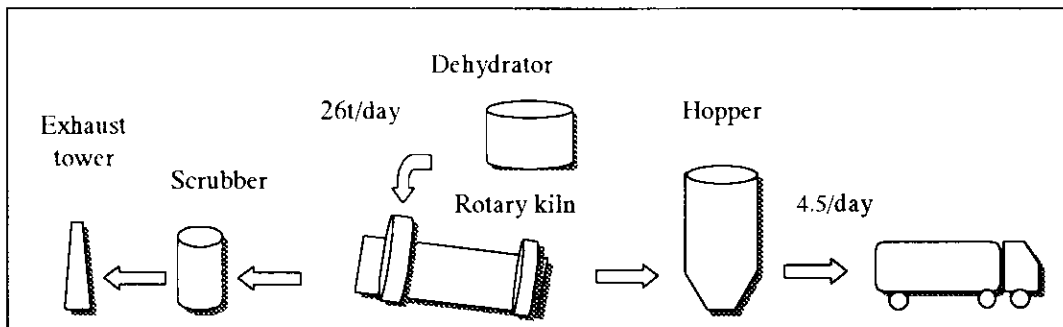 Dehydrator
26t/day
Hopper
Exhaust
tower
Scrubber
Rotary kiln
4.5/day